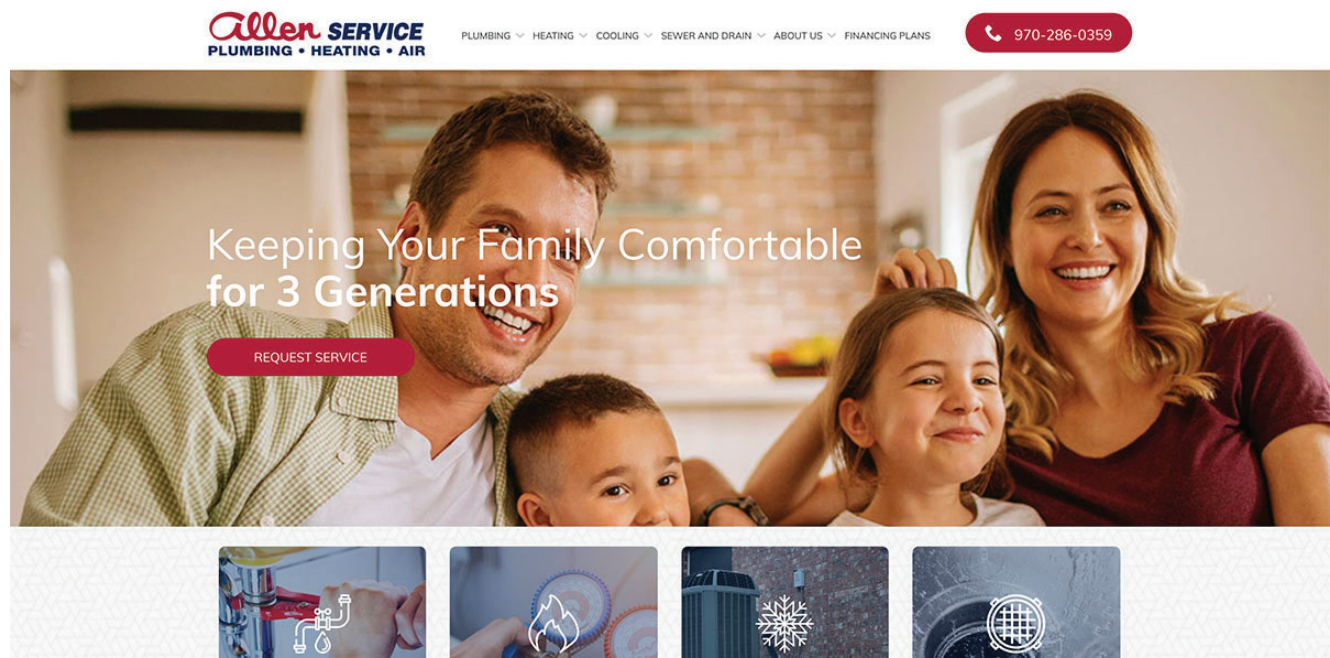 allen SERVICE
PLUMBING • HEATING • AIR
PLUMBING HEATING COOLING SEWER AND DRAIN ABOUT US FINANCING PLANS
970-286-0359
Keeping Your Family Comfortable
for 3 Generations
REQUEST SERVICE